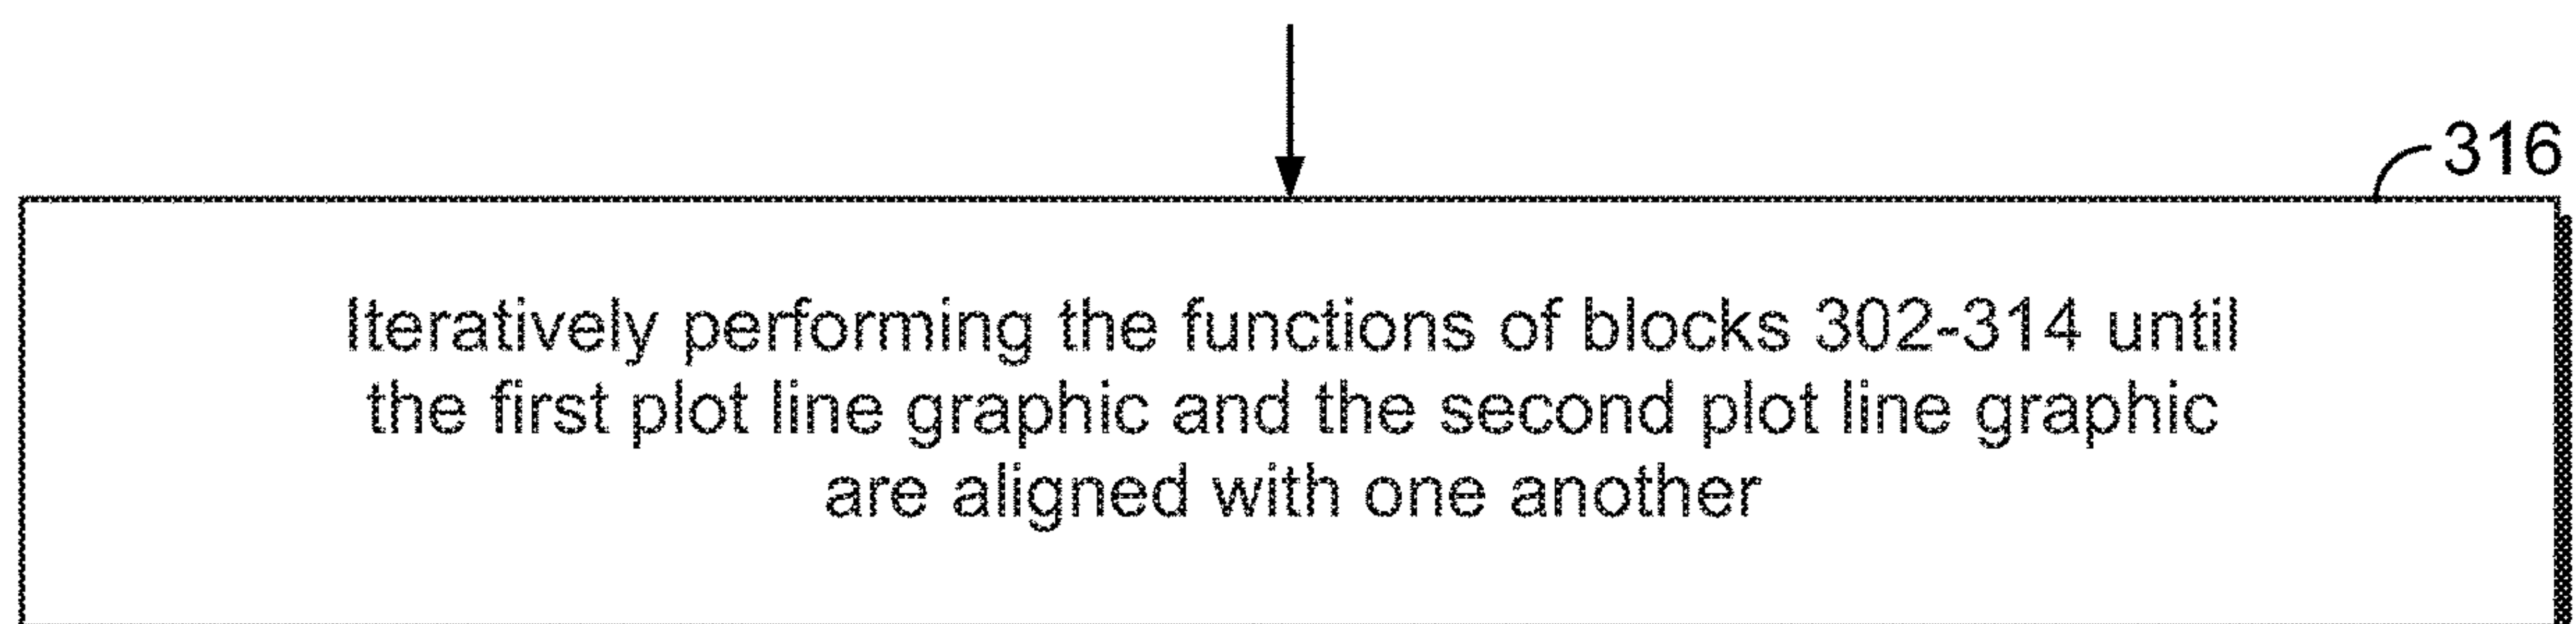 316
Iteratively performing the functions of blocks 302-314 until
the first plot line graphic and the second plot line graphic
are aligned with one another